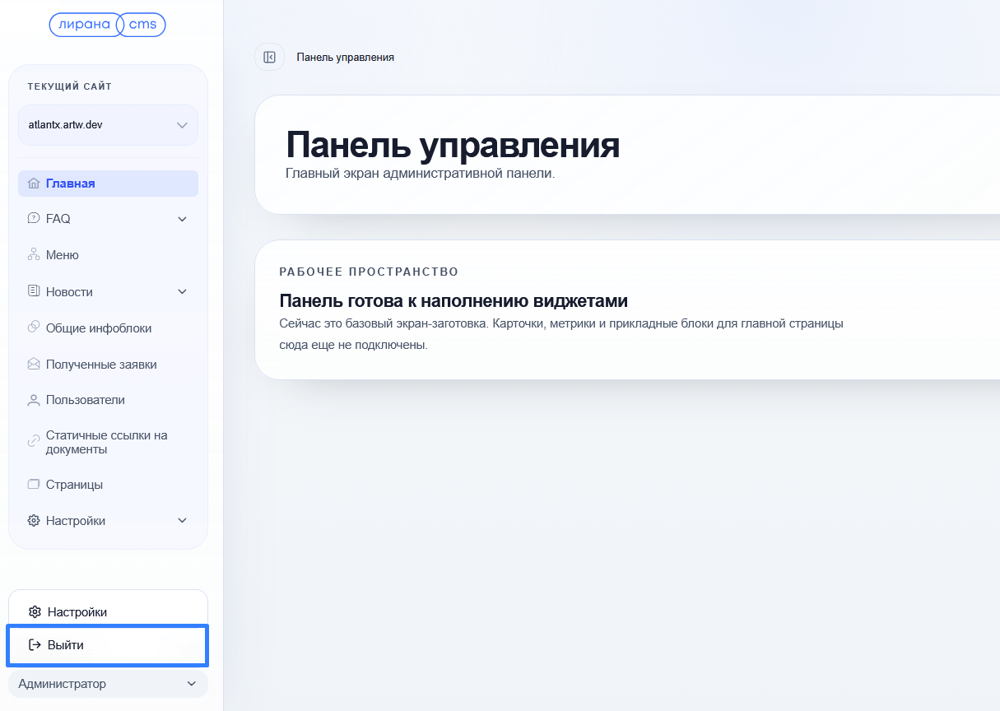 лирана cms
ТЕКУЩИЙ САЙТ
atlantx.artw.dev
Главная
FAQ
Меню
Новости
Общие инфоблоки
Полученные заявки
Пользователи
Статичные ссылки на
документы
Страницы
Настройки
Настройки
Выйти
Администратор
Панель управления
Панель управления
Главный экран административной панели.
РАБОЧЕЕ ПРОСТРАНСТВО
Панель готова к наполнению виджетами
Сейчас это базовый экран-заготовка. Карточки, метрики и прикладные блоки для главной страницы
сюда еще не подключены.